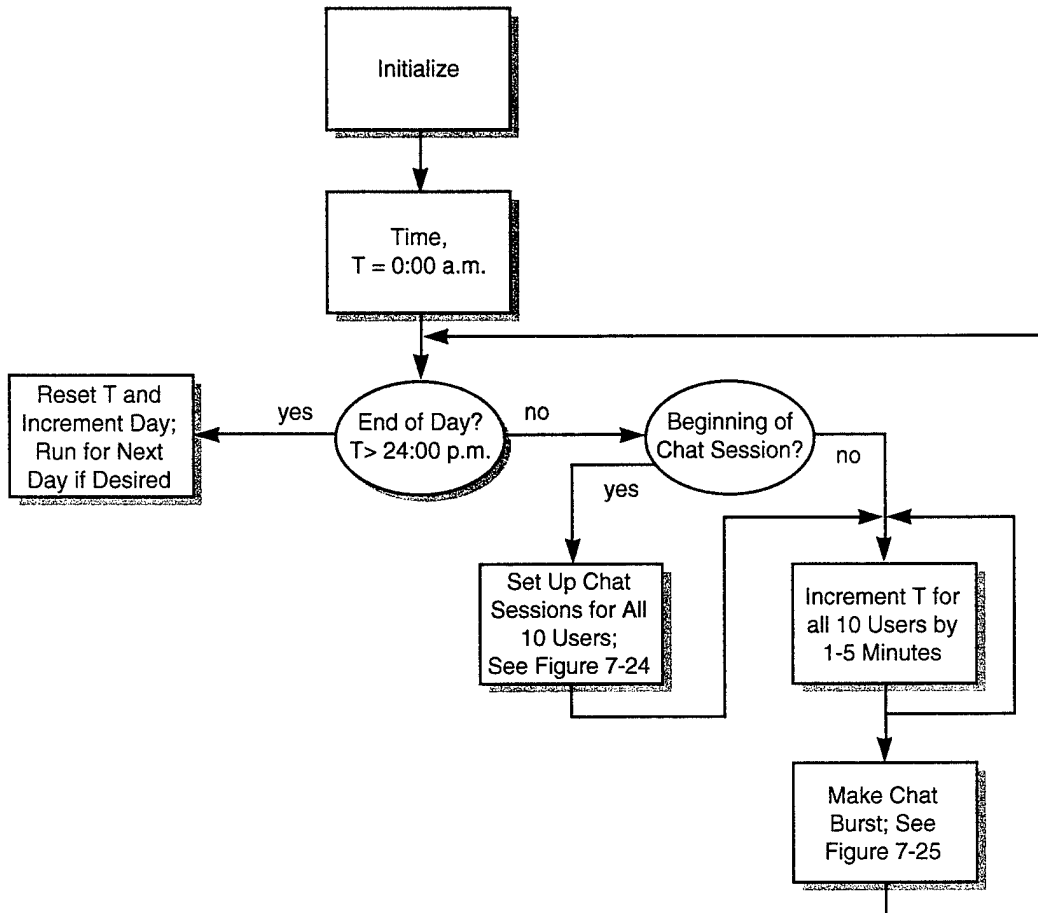 Initialize
Time,
T = 0:00 a.m.
Reset T and
Increment Day;
Run for Next
Day if Desired
yes
End of Day?
T> 24:00 p.m.
no
Beginning of
Chat Session?
no
yes
Set Up Chat
Sessions for All
10 Users;
See Figure 7-24
Increment T for
all 10 Users by
1-5 Minutes
Make Chat
Burst; See
Figure 7-25